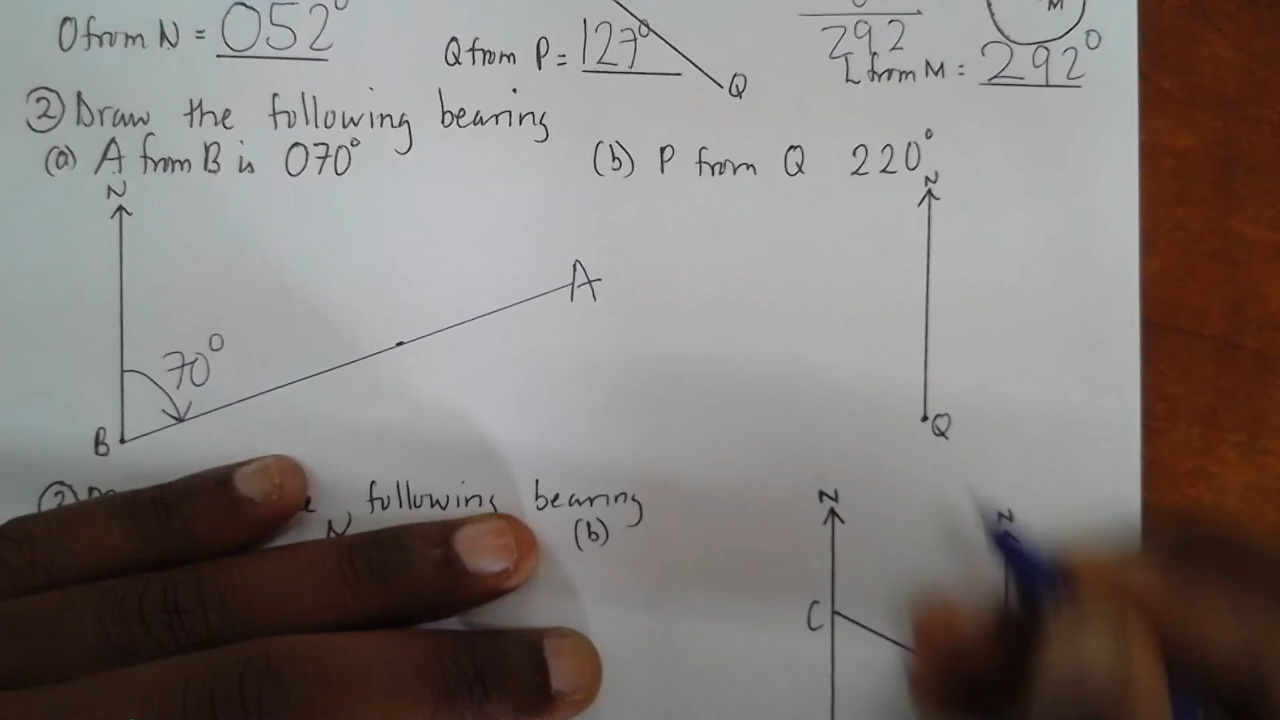 O from N = 052°
Q from P = 127°
Q
292
M
I from M = 292°
② Draw the following bearing
(a) A from B is 070°
(b) P from Q 220°
N
N
A
70°
B
Q
following bearing
N
(b)
N
N
C